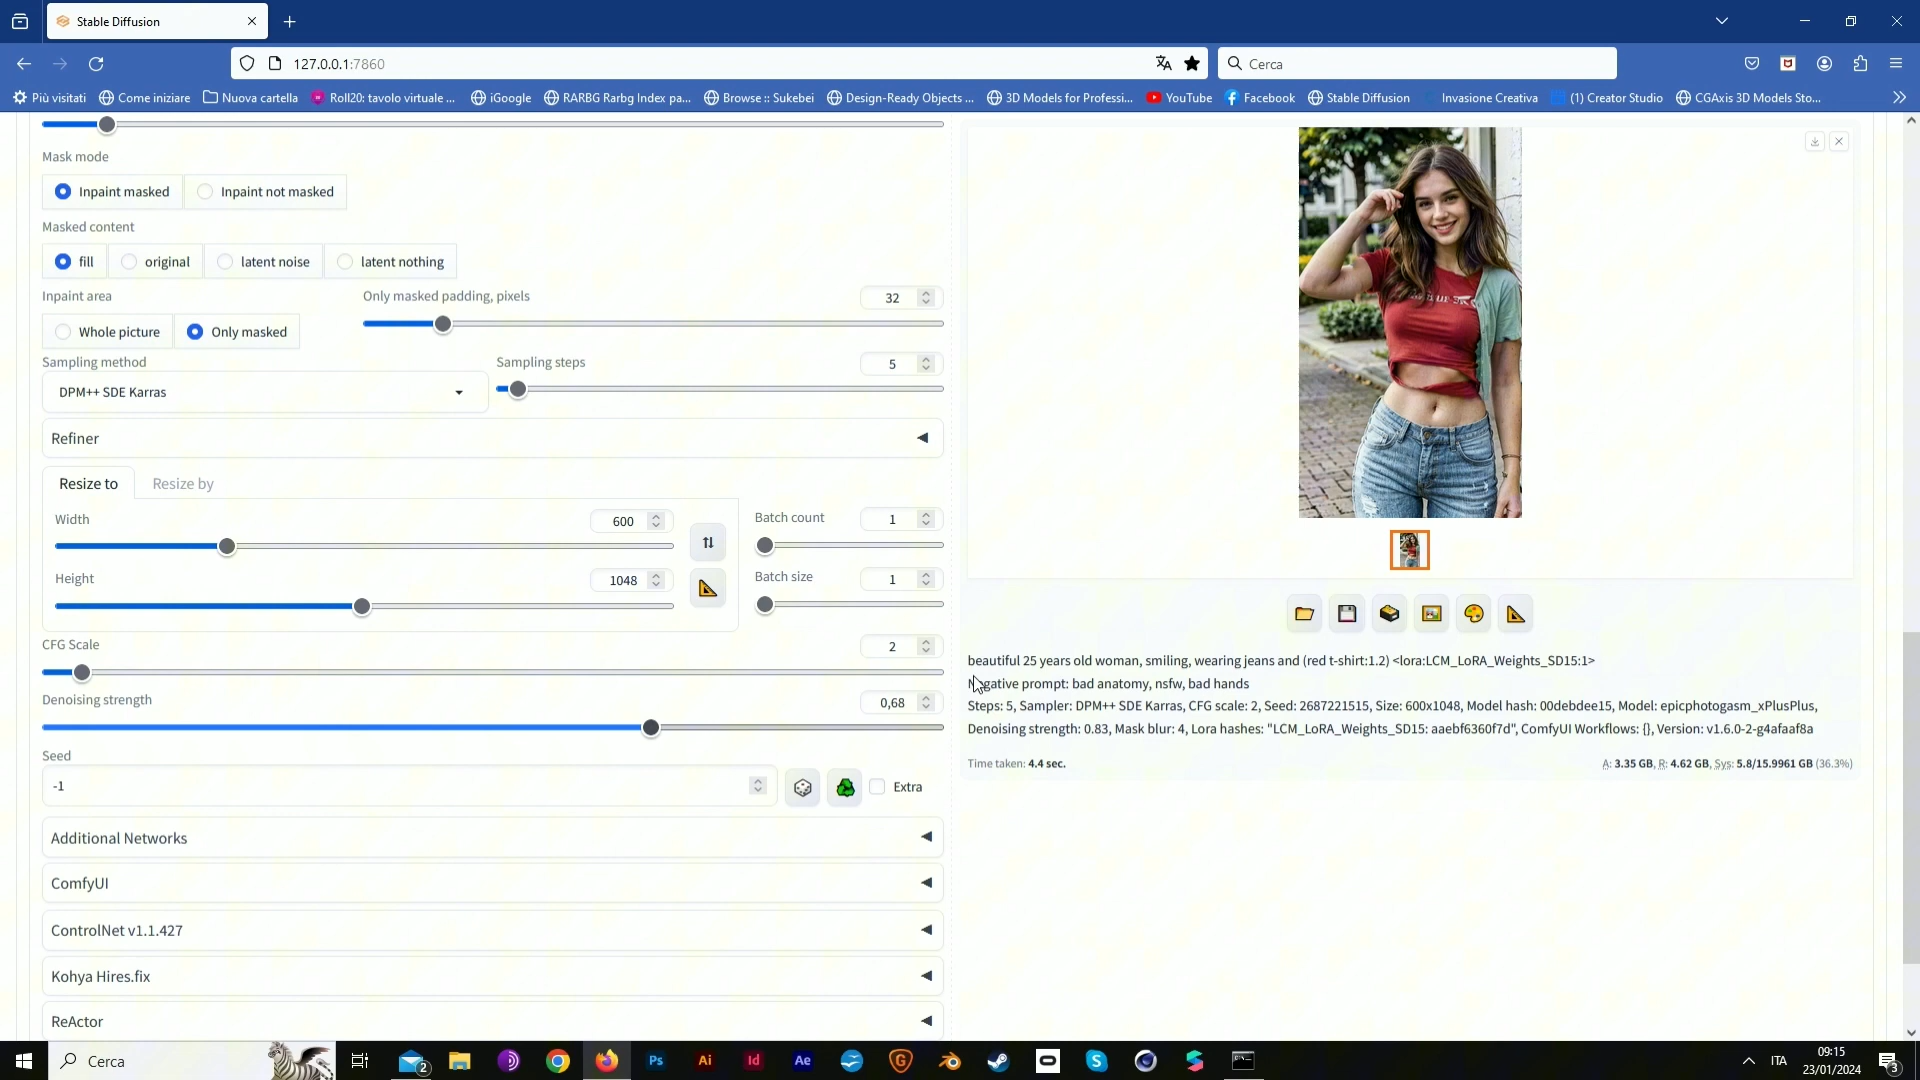 Stable Diffusion
127.0.0.1:7860
Cerca
Più visitati
Come iniziare
Nuova cartella
Roll20: tavolo virtuale ...
iGoogle
RARBG Rarbg Index pa...
Browse :: Sukebei
Design-Ready Objects ...
3D Models for Professi...
YouTube
Facebook
Stable Diffusion
Invasione Creativa
(1) Creator Studio
CGAxis 3D Models Sto...
Mask mode
Inpaint masked
Inpaint not masked
Masked content
fill
original
latent noise
latent nothing
Inpaint area
Only masked padding, pixels
32
Whole picture
Only masked
Sampling method
Sampling steps
5
DPM++ SDE Karras
Refiner
Resize to
Resize by
Width
600
Batch count
1
Height
1048
Batch size
1
CFG Scale
2
Denoising strength
0,68
Seed
-1
Extra
Additional Networks
ComfyUI
ControlNet v1.1.427
Kohya Hires.fix
ReActor
beautiful 25 years old woman, smiling, wearing jeans and (red t-shirt:1.2) <lora:LCM_LoRA_Weights_SD15:1>
Negative prompt: bad anatomy, nsfw, bad hands
Steps: 5, Sampler: DPM++ SDE Karras, CFG scale: 2, Seed: 2687221515, Size: 600x1048, Model hash: 00debdee15, Model: epicphotogasm_xPlusPlus,
Denoising strength: 0.83, Mask blur: 4, Lora hashes: "LCM_LoRA_Weights_SD15: aaebf6360f7d", ComfyUI Workflows: {}, Version: v1.6.0-2-g4afaaf8a
Time taken: 4.4 sec.
A: 3.35 GB, R: 4.62 GB, Sys: 5.8/15.9961 GB (36.3%)
Cerca
2
Ps
Ai
Id
Ae
ITA
09:15
23/01/2024
3